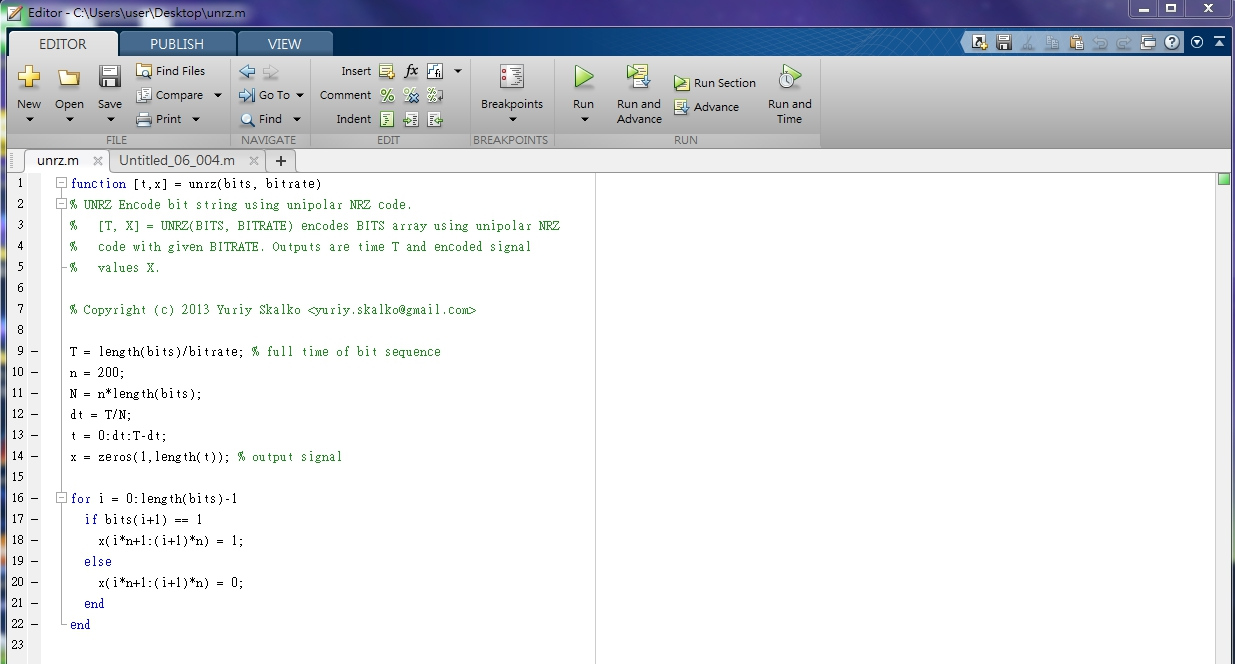 Editor - C:\Users\user\Desktop\unrz.m
EDITOR PUBLISH VIEW
New Open Save
Find Files
Compare
Print
FILE
Go To
Find
NAVIGATE
Insert
Comment
Indent
EDIT
Breakpoints
BREAKPOINTS
Run
Run and Advance
Run Section
Advance
Run and Time
RUN
unrz.m Untitled_06_004.m +
1 function [t,x] = unrz(bits, bitrate)
2 % UNRZ Encode bit string using unipolar NRZ code.
3 %   [T, X] = UNRZ(BITS, BITRATE) encodes BITS array using unipolar NRZ
4 %   code with given BITRATE. Outputs are time T and encoded signal
5 %   values X.
6
7 % Copyright (c) 2013 Yuriy Skalko <yuriy.skalko@gmail.com>
8
9 – T = length(bits)/bitrate; % full time of bit sequence
10 – n = 200;
11 – N = n*length(bits);
12 – dt = T/N;
13 – t = 0:dt:T-dt;
14 – x = zeros(1,length(t)); % output signal
15
16 – for i = 0:length(bits)-1
17 –   if bits(i+1) == 1
18 –     x(i*n+1:(i+1)*n) = 1;
19 –   else
20 –     x(i*n+1:(i+1)*n) = 0;
21 –   end
22 – end
23